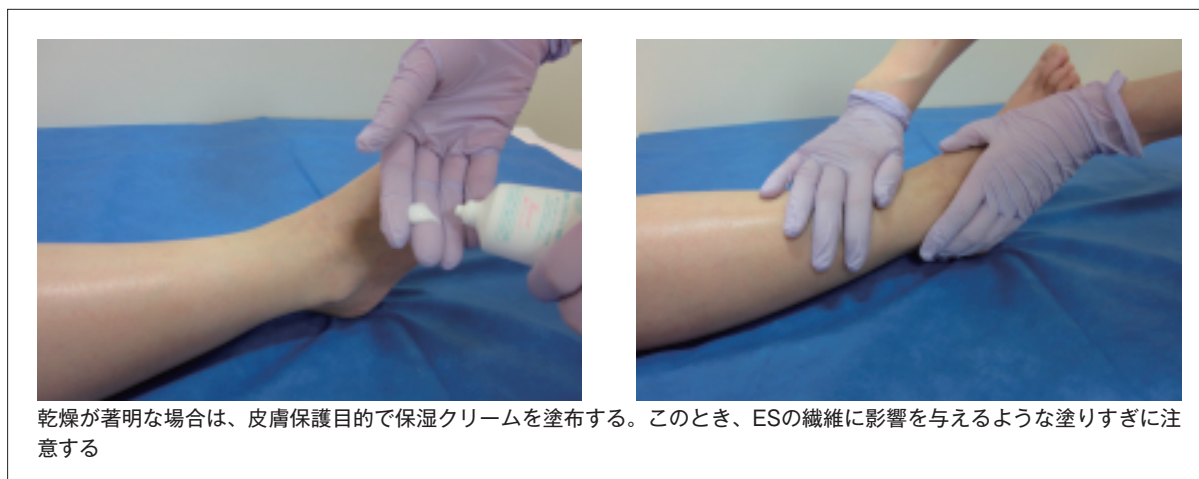 乾燥が著明な場合は、皮膚保護目的で保湿クリームを塗布する。このとき、ESの繊維に影響を与えるような塗りすぎに注
意する